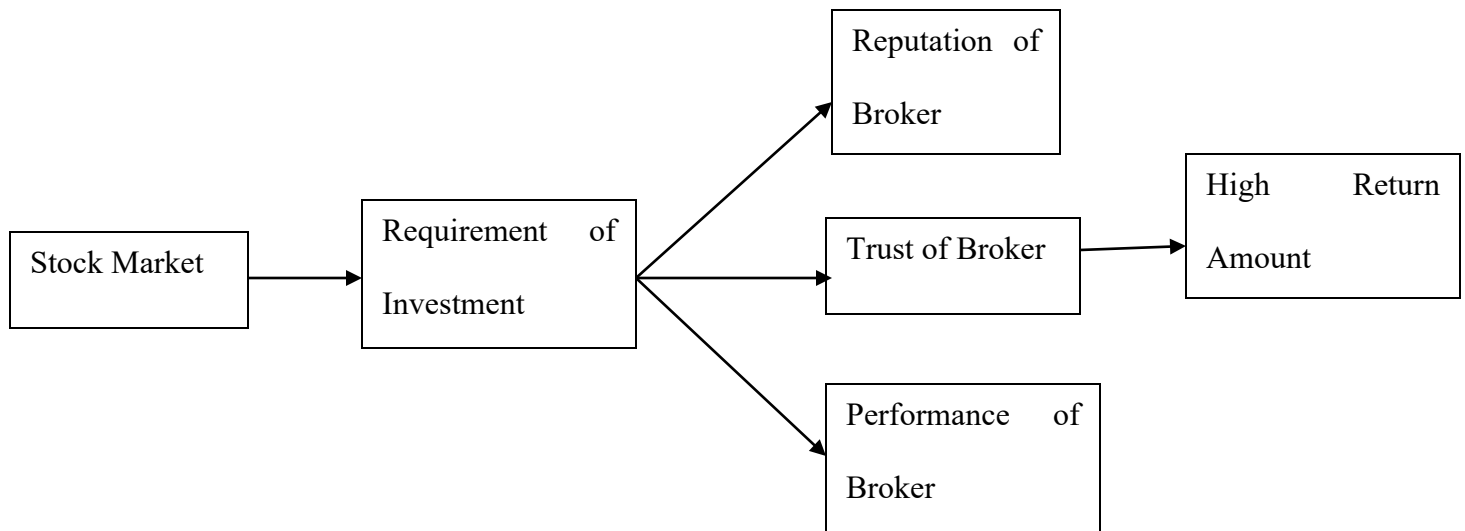 Stock Market
Requirement of
Investment
Reputation of
Broker
Trust of Broker
Performance of
Broker
High Return
Amount